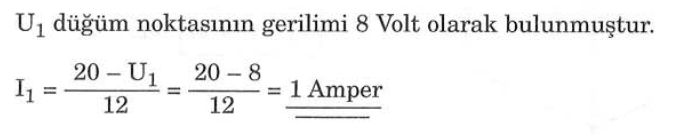 U₁ düğüm noktasının gerilimi 8 Volt olarak bulunmuştur.
I₁ = (20 – U₁)/12 = (20 – 8)/12 = 1 Amper